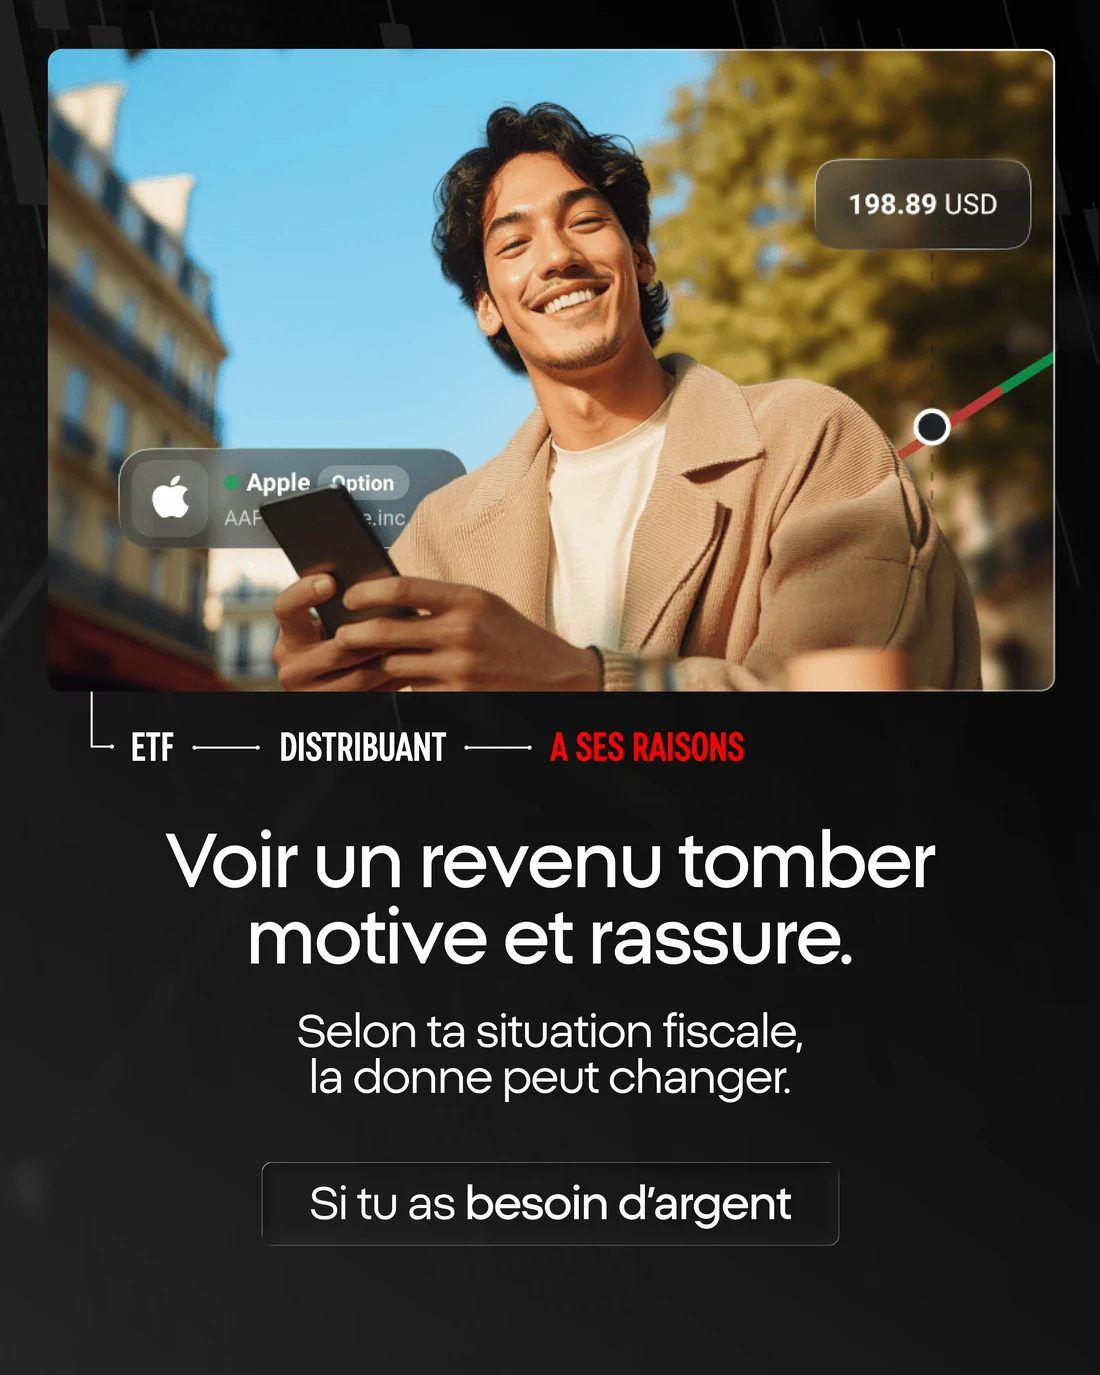 198.89 USD
Apple Option
ETF DISTRIBUANT A SES RAISONS
Voir un revenu tomber
motive et rassure.
Selon ta situation fiscale,
la donne peut changer.
Si tu as besoin d'argent